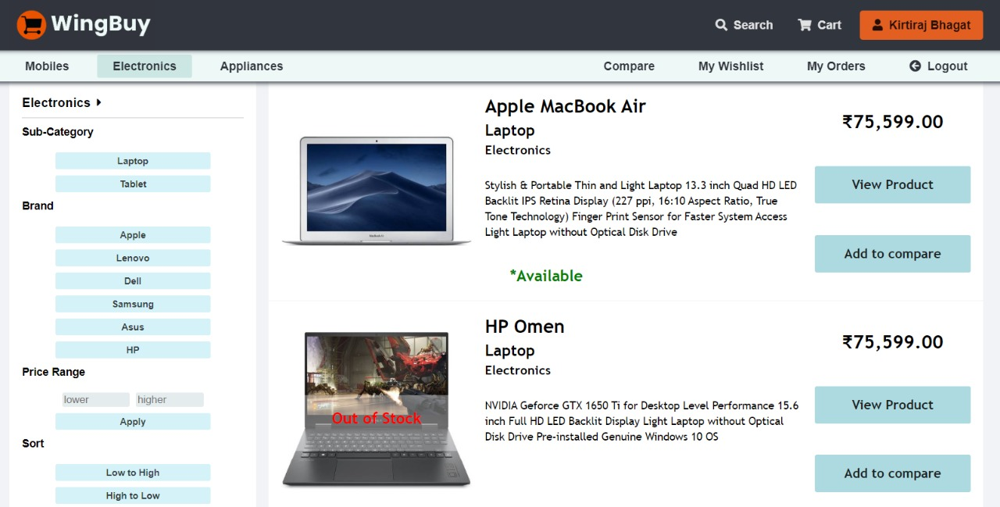 WingBuy
Search
Cart
Kirtiraj Bhagat
Mobiles
Electronics
Appliances
Compare
My Wishlist
My Orders
Logout
Electronics
Sub-Category
Laptop
Tablet
Brand
Apple
Lenovo
Dell
Samsung
Asus
HP
Price Range
lower
higher
Apply
Sort
Low to High
High to Low
MacBook Air
Apple MacBook Air
Laptop
Electronics
Stylish & Portable Thin and Light Laptop 13.3 inch Quad HD LED
Backlit IPS Retina Display (227 ppi, 16:10 Aspect Ratio, True
Tone Technology) Finger Print Sensor for Faster System Access
Light Laptop without Optical Disk Drive
*Available
₹75,599.00
View Product
Add to compare
Out of Stock
HP Omen
Laptop
Electronics
NVIDIA Geforce GTX 1650 Ti for Desktop Level Performance 15.6
inch Full HD LED Backlit Display Light Laptop without Optical
Disk Drive Pre-installed Genuine Windows 10 OS
₹75,599.00
View Product
Add to compare